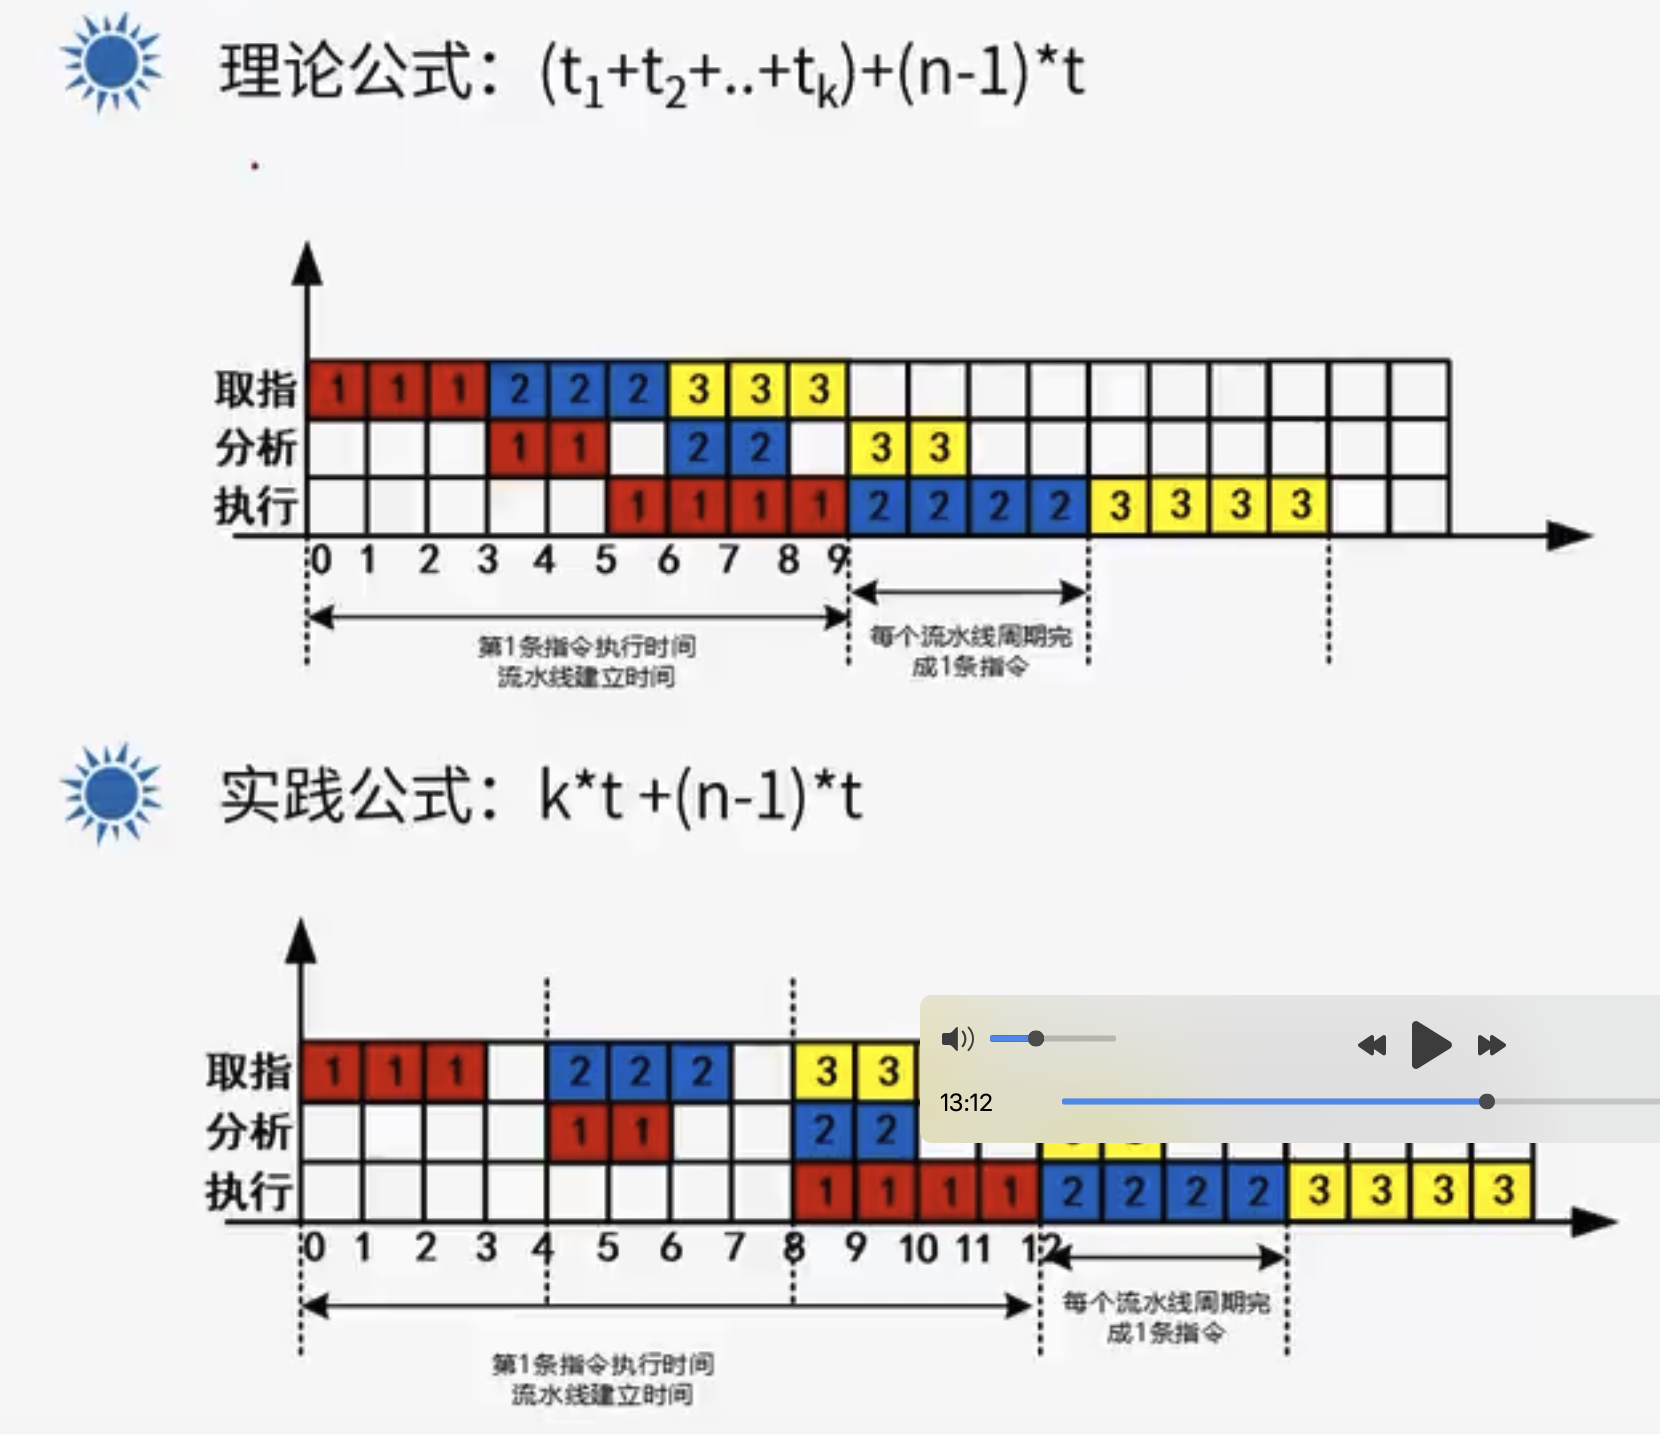 理论公式：(t1+t2+..+tk)+(n-1)*t
取指 1 1 1 2 2 2 3 3 3
分析 1 1 2 2 3 3
执行 1 1 1 1 2 2 2 2 3 3 3 3
0 1 2 3 4 5 6 7 8 9
第1条指令执行时间
流水线建立时间
每个流水线周期完
成1条指令
实践公式：k*t +(n-1)*t
取指 1 1 1 2 2 2 3 3
13:12
分析 1 1 2 2
执行 1 1 1 1 2 2 2 2 3 3 3 3
0 1 2 3 4 5 6 7 8 9 10 11 12
第1条指令执行时间
流水线建立时间
每个流水线周期完
成1条指令